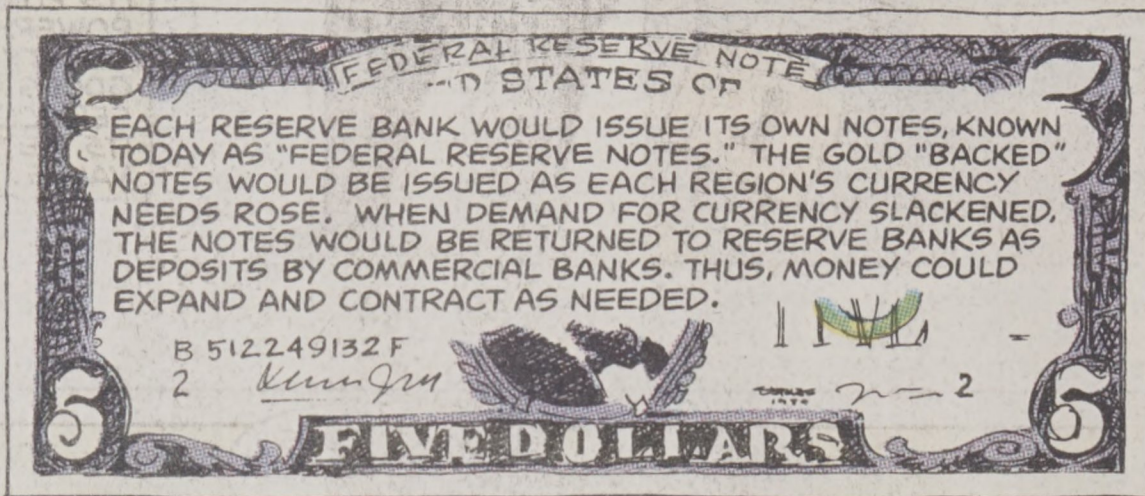 FEDERAL RESERVE NOTE
D STATES OF
EACH RESERVE BANK WOULD ISSUE ITS OWN NOTES, KNOWN
TODAY AS "FEDERAL RESERVE NOTES." THE GOLD "BACKED"
NOTES WOULD BE ISSUED AS EACH REGION'S CURRENCY
NEEDS ROSE. WHEN DEMAND FOR CURRENCY SLACKENED,
THE NOTES WOULD BE RETURNED TO RESERVE BANKS AS
DEPOSITS BY COMMERCIAL BANKS. THUS, MONEY COULD
EXPAND AND CONTRACT AS NEEDED.
B 512249132F
2
2
5 5
FIVE DOLLARS